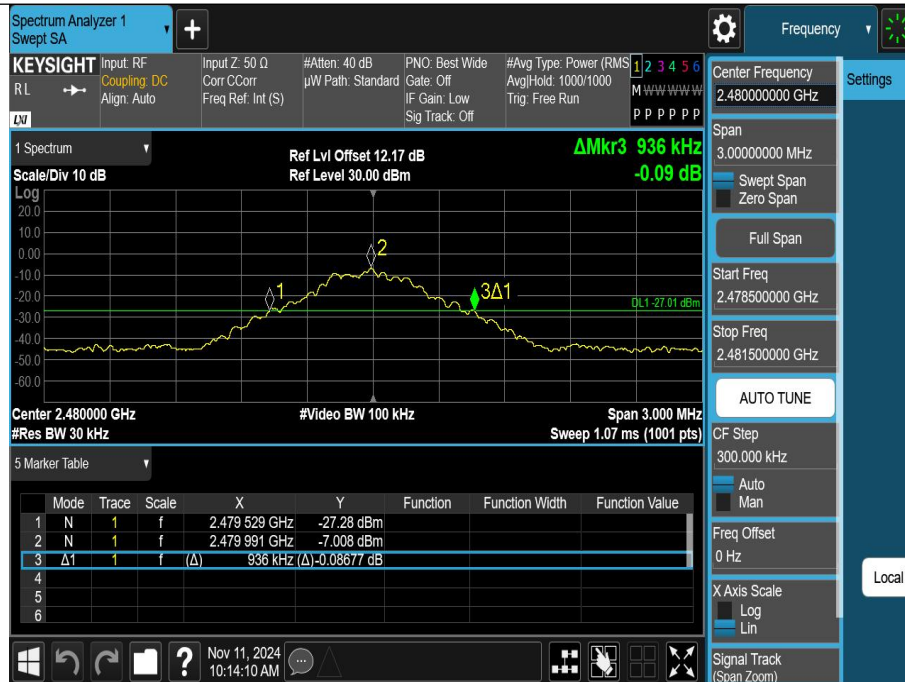 Spectrum Analyzer 1
Swept SA
+
Frequency
KEYSIGHT
RL
LXI
Input: RF
Coupling: DC
Align: Auto
Input Z: 50 Ω
Corr CCorr
Freq Ref: Int (S)
#Atten: 40 dB
µW Path: Standard
PNO: Best Wide
Gate: Off
IF Gain: Low
Sig Track: Off
#Avg Type: Power (RMS
Avg|Hold: 1000/1000
Trig: Free Run
1 2 3 4 5 6
M W W W W W
P P P P P P
1 Spectrum
Scale/Div 10 dB
Ref Lvl Offset 12.17 dB
Ref Level 30.00 dBm
ΔMkr3 936 kHz
-0.09 dB
Log
20.0
10.0
0.00
-10.0
-20.0
-30.0
-40.0
-50.0
-60.0
1
2
3Δ1
DL1 -27.01 dBm
Center 2.480000 GHz
#Video BW 100 kHz
Span 3.000 MHz
#Res BW 30 kHz
Sweep 1.07 ms (1001 pts)
5 Marker Table
Mode Trace Scale X Y Function Function Width Function Value
1 N 1 f 2.479 529 GHz -27.28 dBm
2 N 1 f 2.479 991 GHz -7.008 dBm
3 Δ1 1 f (Δ) 936 kHz (Δ) -0.08677 dB
4
5
6
Nov 11, 2024
10:14:10 AM
?
Center Frequency
2.480000000 GHz
Span
3.00000000 MHz
Swept Span
Zero Span
Full Span
Start Freq
2.478500000 GHz
Stop Freq
2.481500000 GHz
AUTO TUNE
CF Step
300.000 kHz
Auto
Man
Freq Offset
0 Hz
X Axis Scale
Log
Lin
Signal Track
(Span Zoom)
Settings
Local